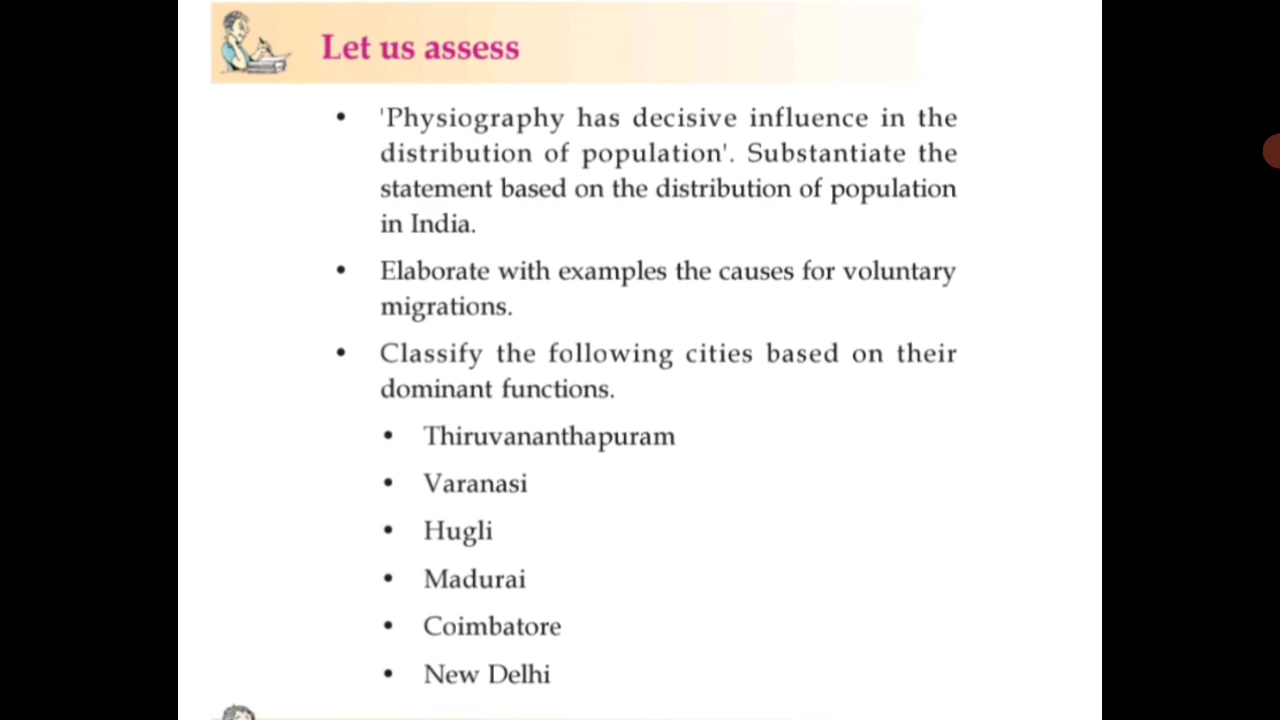 Let us assess
• 'Physiography has decisive influence in the
distribution of population'. Substantiate the
statement based on the distribution of population
in India.
• Elaborate with examples the causes for voluntary
migrations.
• Classify the following cities based on their
dominant functions.
• Thiruvananthapuram
• Varanasi
• Hugli
• Madurai
• Coimbatore
• New Delhi